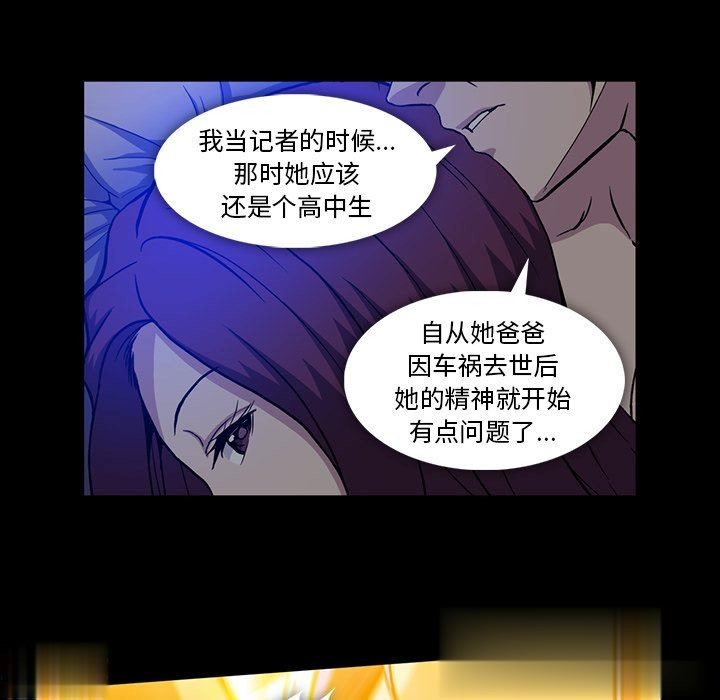 我当记者的时候...
那时她应该
还是个高中生
自从她爸爸
因车祸去世后
她的精神就开始
有点问题了...